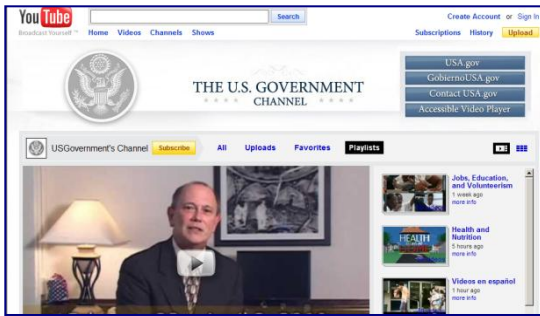 YouTube
Search
Create Account or Sign In
Broadcast Yourself ™
Home Videos Channels Shows
Subscriptions History Upload
THE U.S. GOVERNMENT
CHANNEL
USA.gov
GobiernoUSA.gov
Contact USA.gov
Accessible Video Player
USGovernment's Channel Subscribe All Uploads Favorites Playlists
Jobs, Education,
and Volunteerism
1 week ago
more info
HEALTH
Health and
Nutrition
5 hours ago
more info
Videos en español
1 hour ago
more info